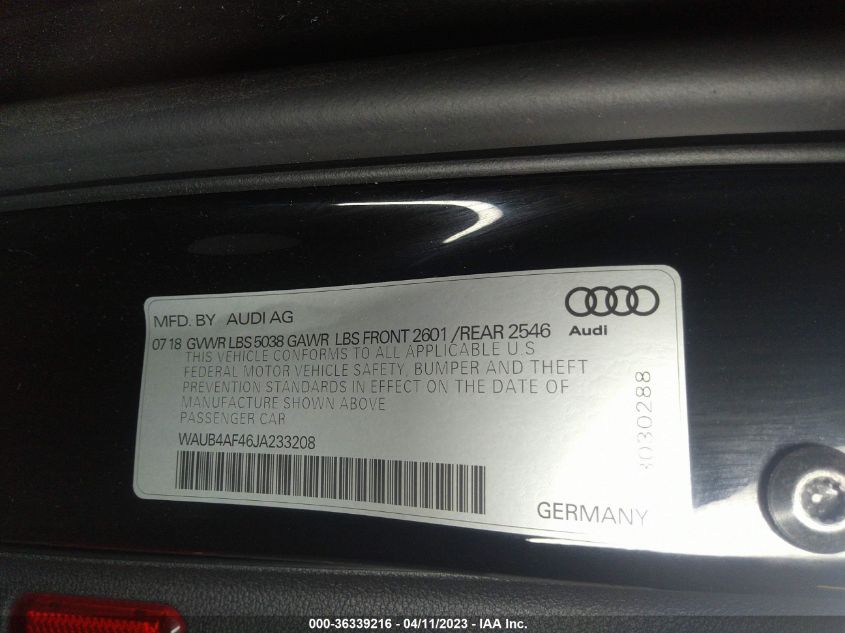 MFD. BY AUDI AG
Audi
07 18 GVWR LBS 5038 GAWR LBS FRONT 2601 /REAR 2546
THIS VEHICLE CONFORMS TO ALL APPLICABLE U.S
FEDERAL MOTOR VEHICLE SAFETY, BUMPER AND THEFT
PREVENTION STANDARDS IN EFFECT ON THE DATE OF
MANUFACTURE SHOWN ABOVE
PASSENGER CAR
WAUB4AF46JA233208
3030288
GERMANY
000-36339216 - 04/11/2023 - IAA Inc.